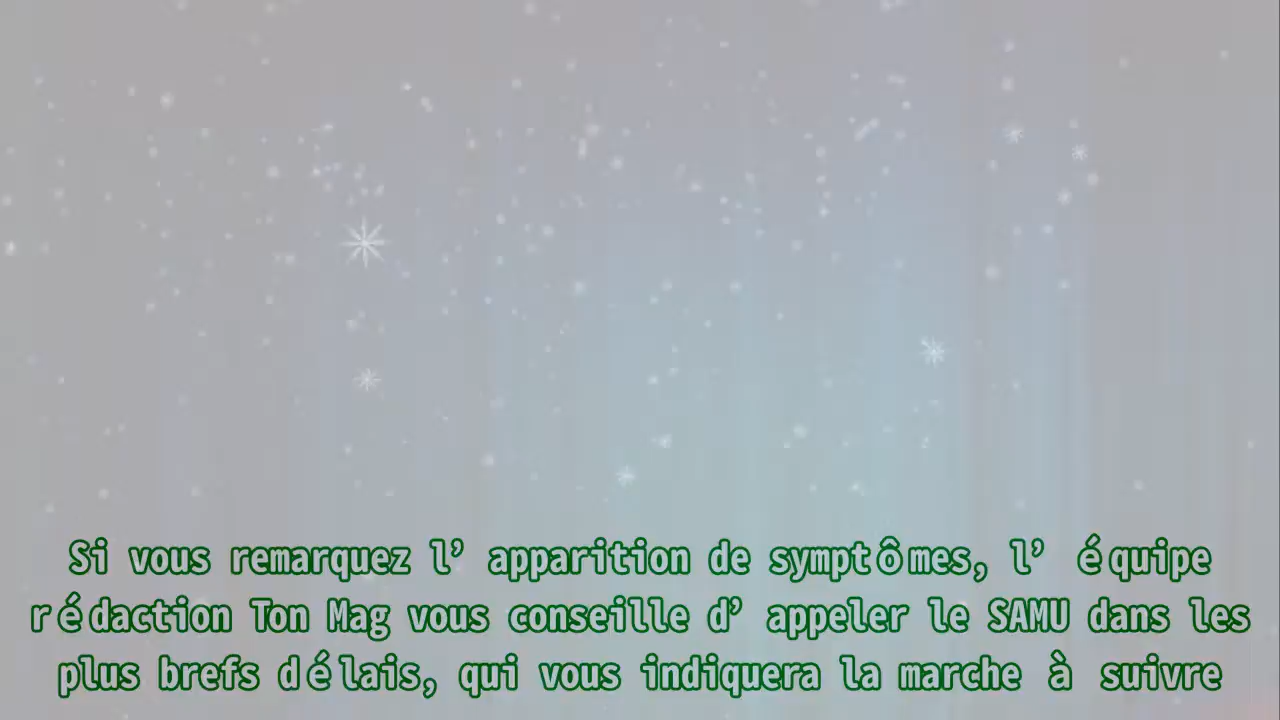 Si vous remarquez l’apparition de symptômes, l’équipe
rédaction Ton Mag vous conseille d’appeler le SAMU dans les
plus brefs délais, qui vous indiquera la marche à suivre